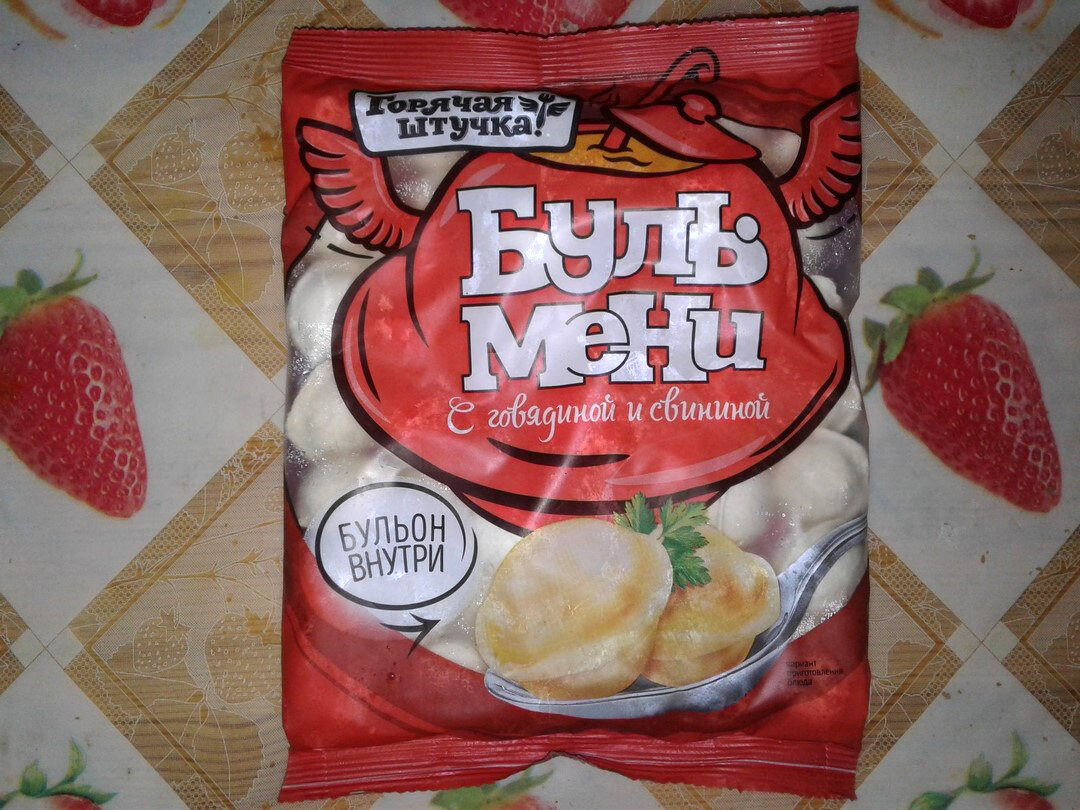 Горячая
штучка!
Буль
мени
С говядиной и свининой
БУЛЬОН
ВНУТРИ
вариант
приготовления
блюда